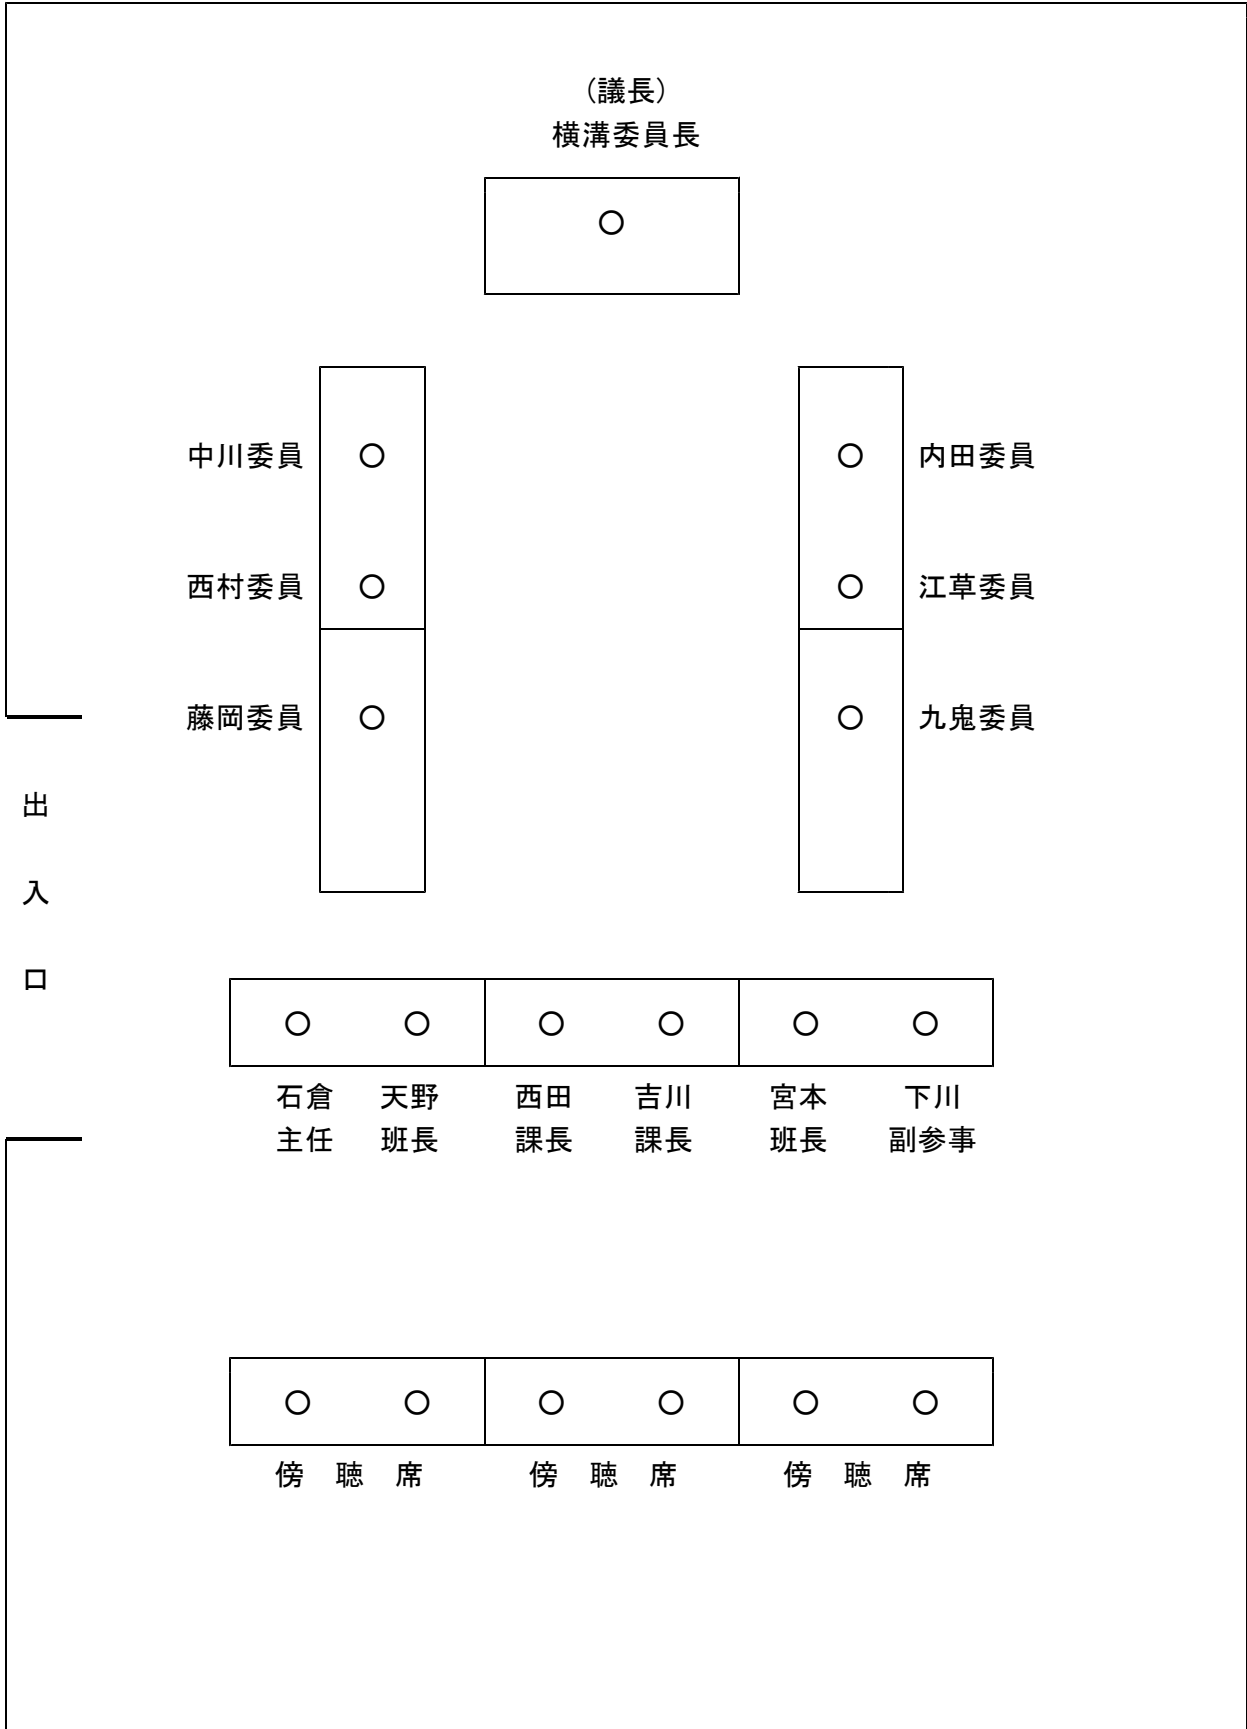 （議長）
横溝委員長
○
中川委員 ○ ○ 内田委員
西村委員 ○ ○ 江草委員
藤岡委員 ○ ○ 九鬼委員
出
入
口
○ ○ ○ ○ ○ ○
石倉 天野 西田 吉川 宮本 下川
主任 班長 課長 課長 班長 副参事
○ ○ ○ ○ ○ ○
傍 聴 席 傍 聴 席 傍 聴 席